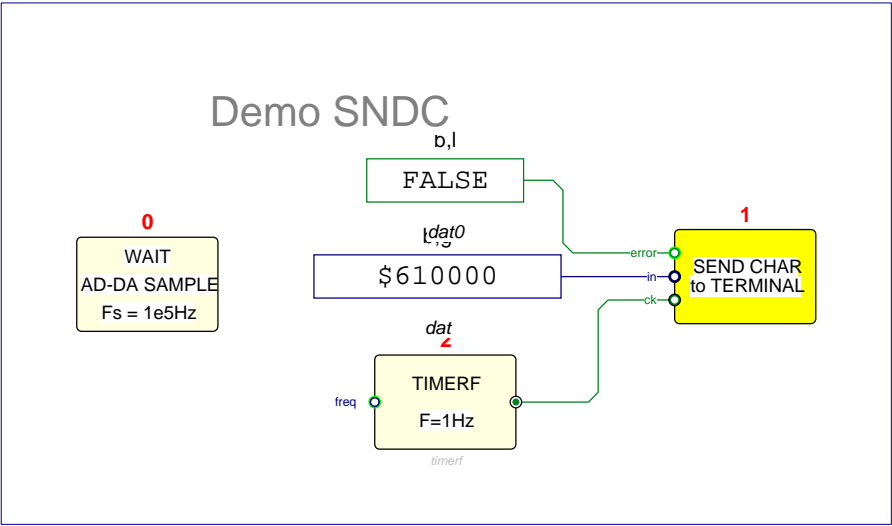 Demo SNDC
b,l
FALSE
0
1
dat0
WAIT
AD-DA SAMPLE
Fs = 1e5Hz
$610000
error
in
ck
SEND CHAR
to TERMINAL
dat
2
TIMERF
F=1Hz
freq
timerf